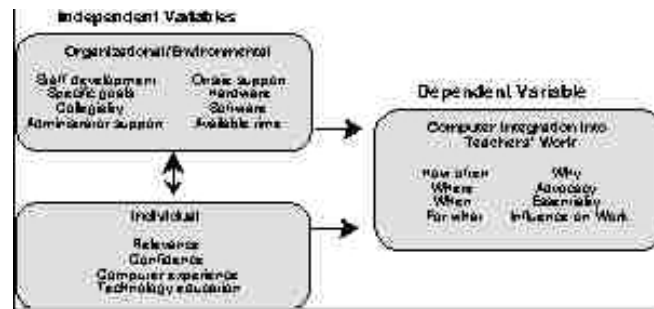 Independent Variables
Organizational/Environmental
Staff development
Specific goals
Collegiality
Administrator support
Onsite support
Hardware
Software
Available time
Individual
Relevance
Confidence
Computer experience
Technology education
Dependent Variable
Computer Integration into
Teachers' Work
How often
Where
When
For what
Why
Advocacy
Essentiality
Influence on Work